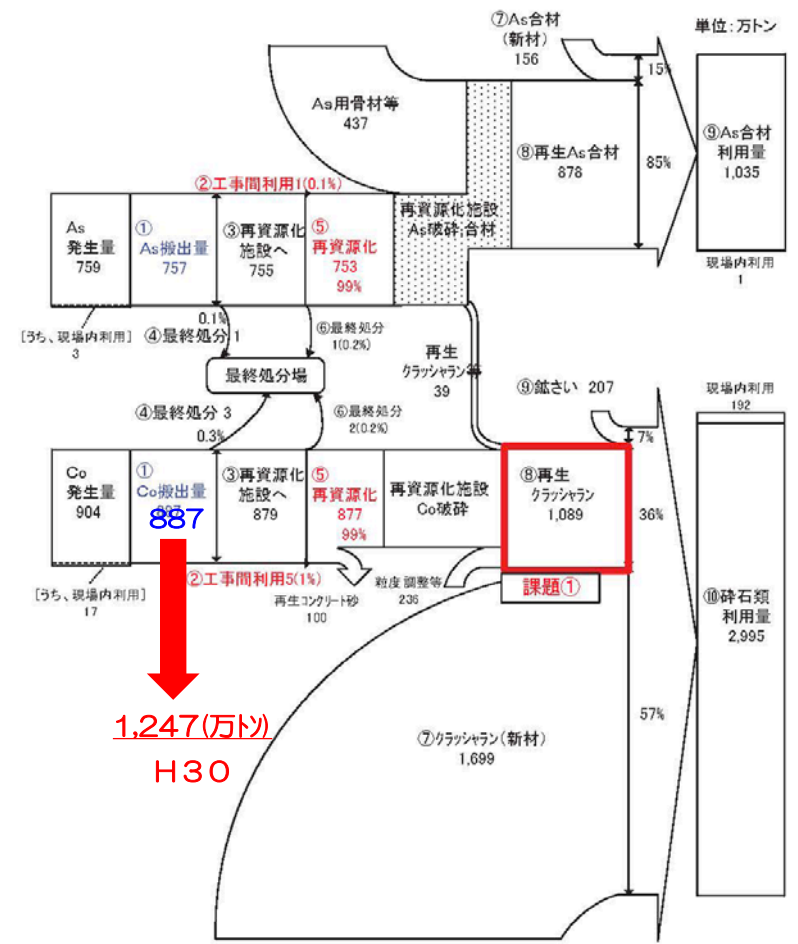 ⑦As合材
(新材)
156
単位：万トン
15%
As用骨材等
437
⑧再生As合材
878
85%
⑨As合材
利用量
1,035
現場内利用
1
②工事間利用1(0.1%)
As
発生量
759
①
As搬出量
757
③再資源化
施設へ
755
⑤
再資源化
753
99%
再資源化施設
As破砕,合材
[うち、現場内利用]
3
0.1%
④最終処分 1
⑥最終処分
1(0.2%)
最終処分場
再生
クラッシャラン等
39
④最終処分 3
0.3%
⑥最終処分
2(0.2%)
⑨鉱さい 207
7%
現場内利用
192
Co
発生量
904
①
Co搬出量
887
③再資源化
施設へ
879
⑤
再資源化
877
99%
再資源化施設
Co破砕
⑧再生
クラッシャラン
1,089
36%
⑩砕石類
利用量
2,995
[うち、現場内利用]
17
②工事間利用5(1%)
再生コンクリート砂
100
粒度調整等
236
課題①
1,247(万トン)
H30
⑦クラッシャラン(新材)
1,699
57%